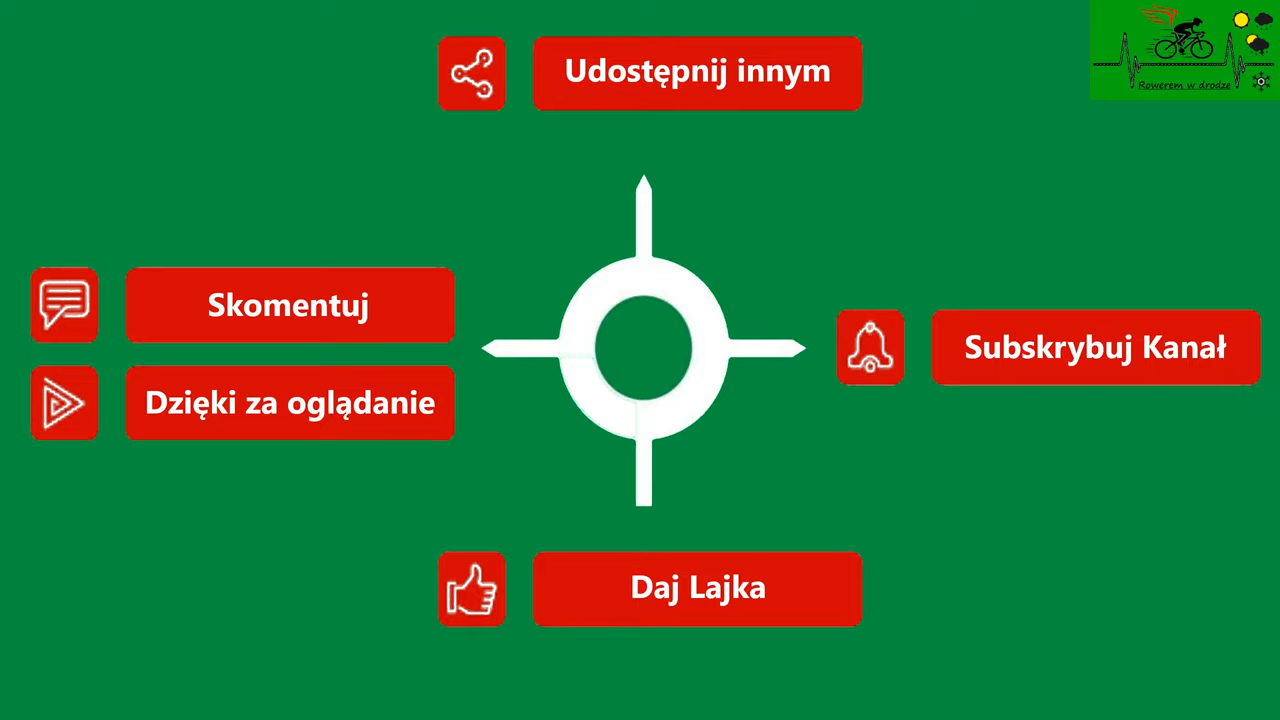 Udostępnij innym
Rowerem w drodze
Skomentuj
Dzięki za oglądanie
Subskrybuj Kanał
Daj Lajka